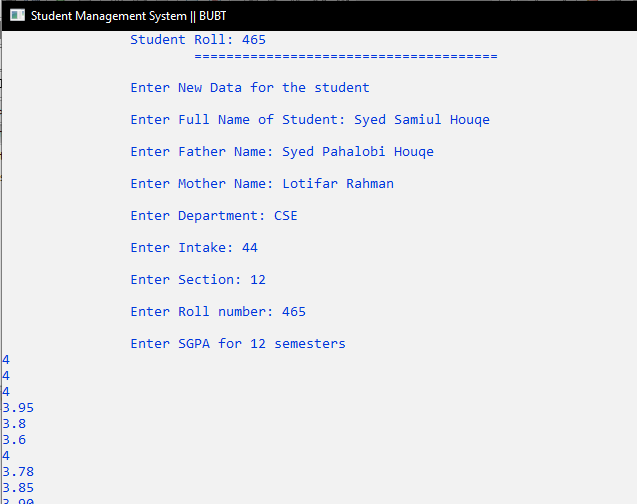 Student Management System || BUBT
Student Roll: 465
======================================
Enter New Data for the student
Enter Full Name of Student: Syed Samiul Houqe
Enter Father Name: Syed Pahalobi Houqe
Enter Mother Name: Lotifar Rahman
Enter Department: CSE
Enter Intake: 44
Enter Section: 12
Enter Roll number: 465
Enter SGPA for 12 semesters
4
4
4
3.95
3.8
3.6
4
3.78
3.85
3.90